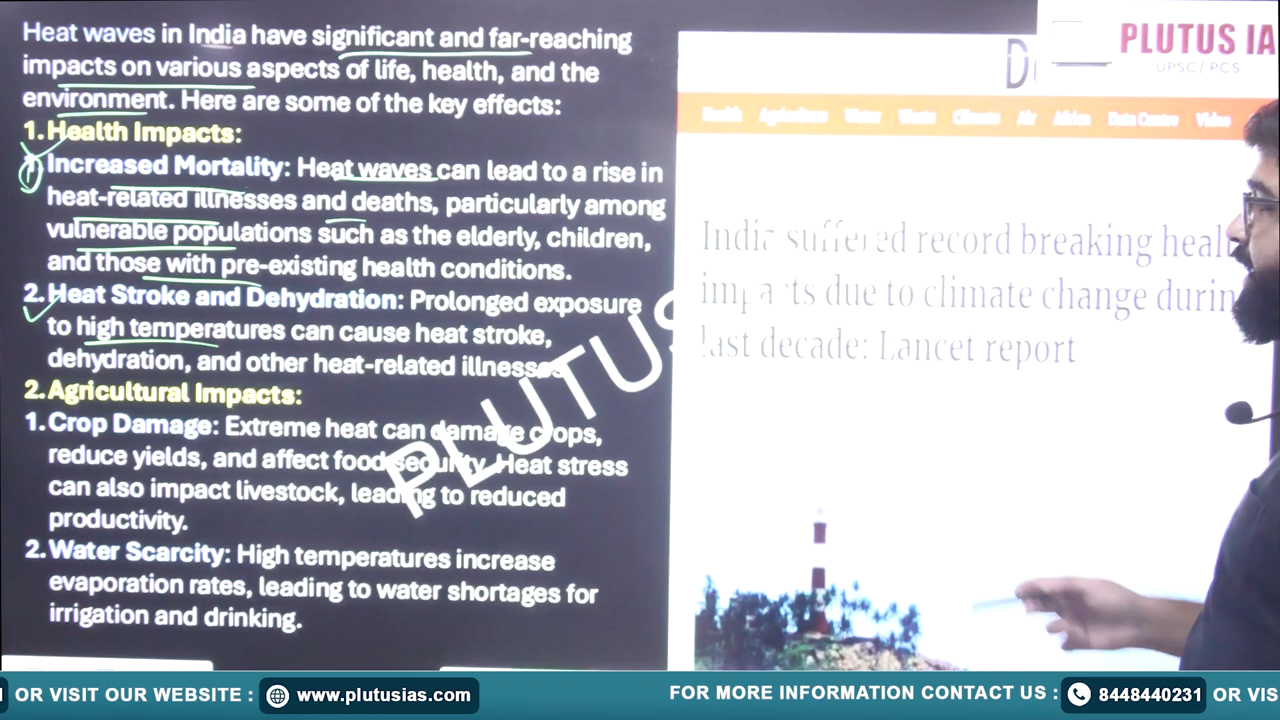 Heat waves in India have significant and far-reaching
impacts on various aspects of life, health, and the
environment. Here are some of the key effects:
1. Health Impacts:
1. Increased Mortality: Heat waves can lead to a rise in
heat-related illnesses and deaths, particularly among
vulnerable populations such as the elderly, children,
and those with pre-existing health conditions.
2. Heat Stroke and Dehydration: Prolonged exposure
to high temperatures can cause heat stroke,
dehydration, and other heat-related illnesses.
2. Agricultural Impacts:
1. Crop Damage: Extreme heat can damage crops,
reduce yields, and affect food security. Heat stress
can also impact livestock, leading to reduced
productivity.
2. Water Scarcity: High temperatures increase
evaporation rates, leading to water shortages for
irrigation and drinking.
PLUTUS
PLUTUS IA
UPSC/ PCS
D
Health Agriculture Water Waste Climate Air Africa Data Centre Video
India suffered record breaking healt
impacts due to climate change durin
last decade: Lancet report
OR VISIT OUR WEBSITE : www.plutusias.com FOR MORE INFORMATION CONTACT US : 8448440231 OR VIS